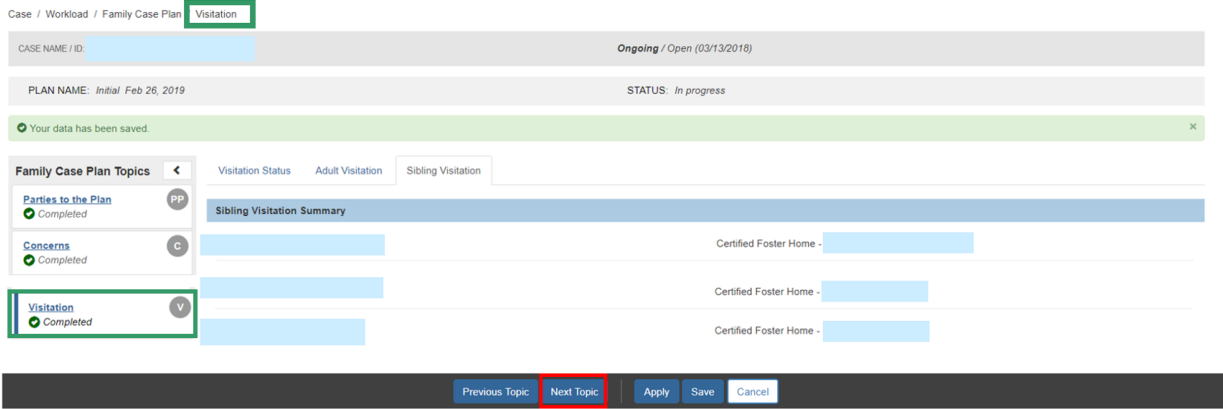 Case / Workload / Family Case Plan / Visitation
CASE NAME / ID: Ongoing / Open (03/13/2018)
PLAN NAME: Initial Feb 26, 2019 STATUS: In progress
Your data has been saved. ×
Family Case Plan Topics
Visitation Status Adult Visitation Sibling Visitation
Parties to the Plan PP
Completed
Sibling Visitation Summary
Concerns C
Completed
Certified Foster Home -
Certified Foster Home -
Visitation V
Completed
Certified Foster Home -
Previous Topic Next Topic Apply Save Cancel